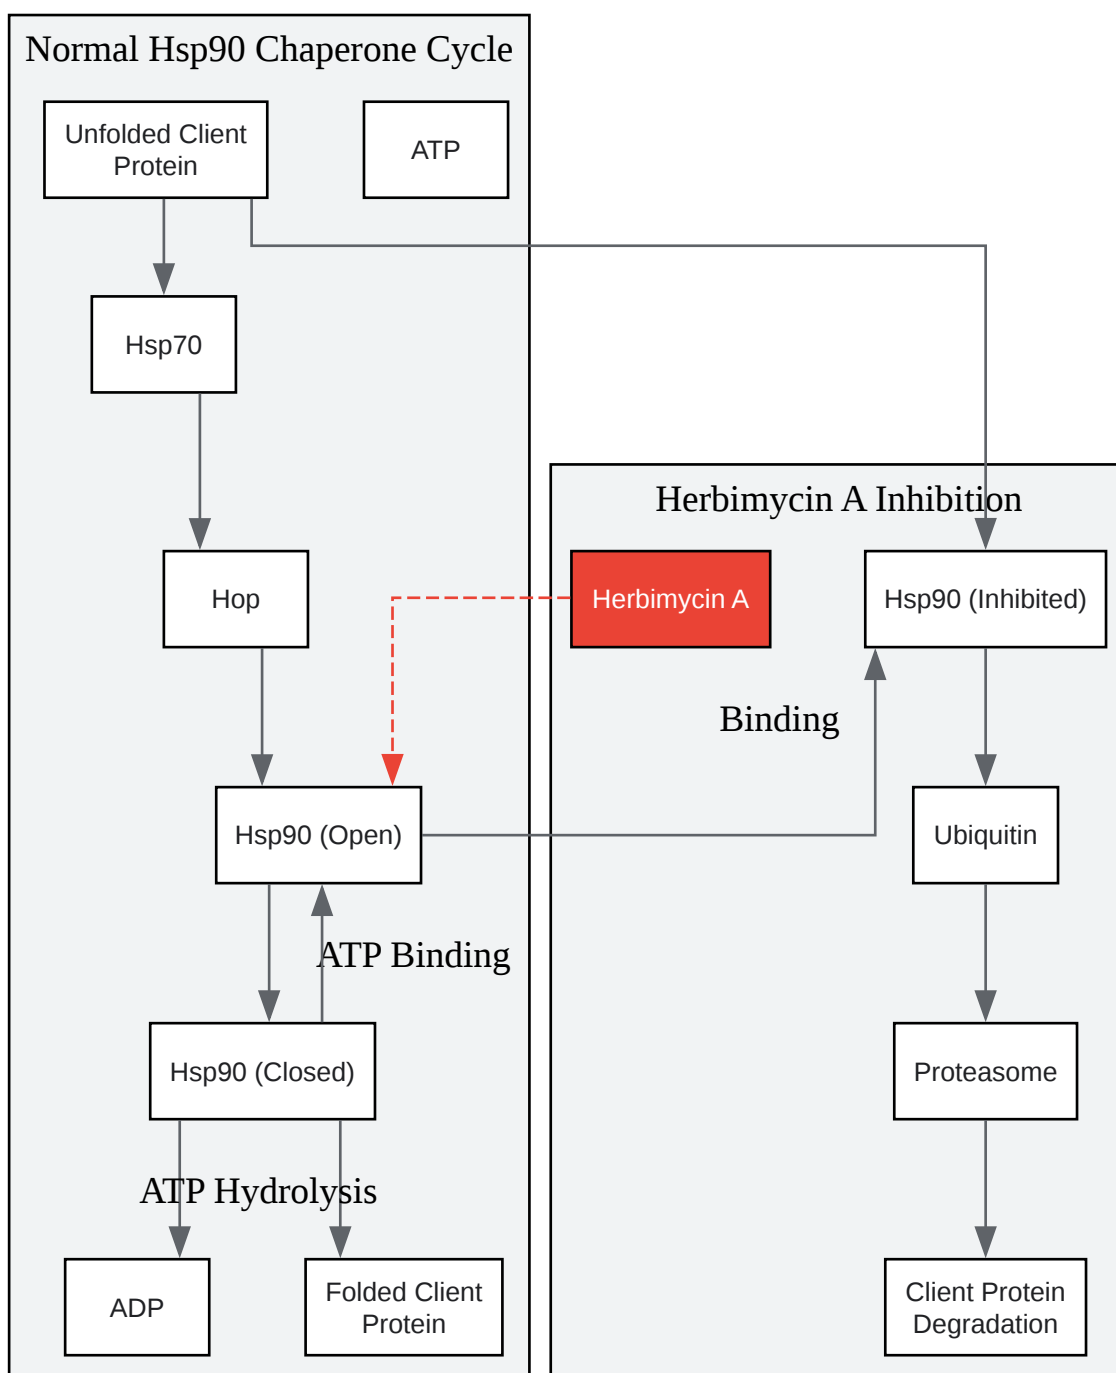 Normal Hsp90 Chaperone Cycle
Unfolded Client
Protein
ATP
Hsp70
Hop
Hsp90 (Open)
ATP Binding
Hsp90 (Closed)
ATP Hydrolysis
ADP
Folded Client
Protein
Herbimycin A Inhibition
Herbimycin A
Hsp90 (Inhibited)
Binding
Ubiquitin
Proteasome
Client Protein
Degradation